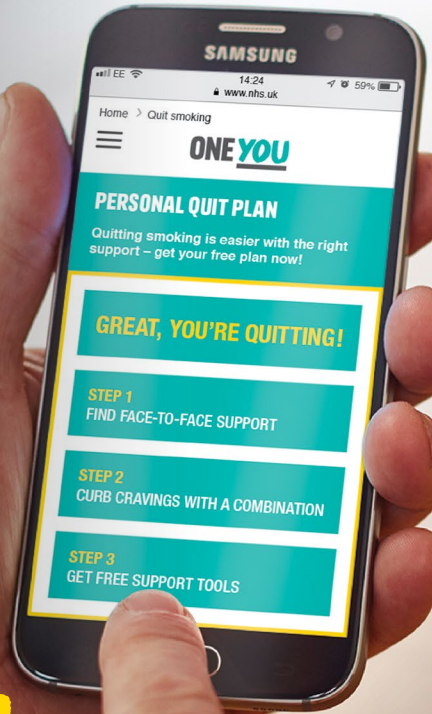 SAMSUNG
EE 14:24 59%
www.nhs.uk
Home > Quit smoking
ONE YOU
PERSONAL QUIT PLAN
Quitting smoking is easier with the right
support – get your free plan now!
GREAT, YOU'RE QUITTING!
STEP 1
FIND FACE-TO-FACE SUPPORT
STEP 2
CURB CRAVINGS WITH A COMBINATION
STEP 3
GET FREE SUPPORT TOOLS